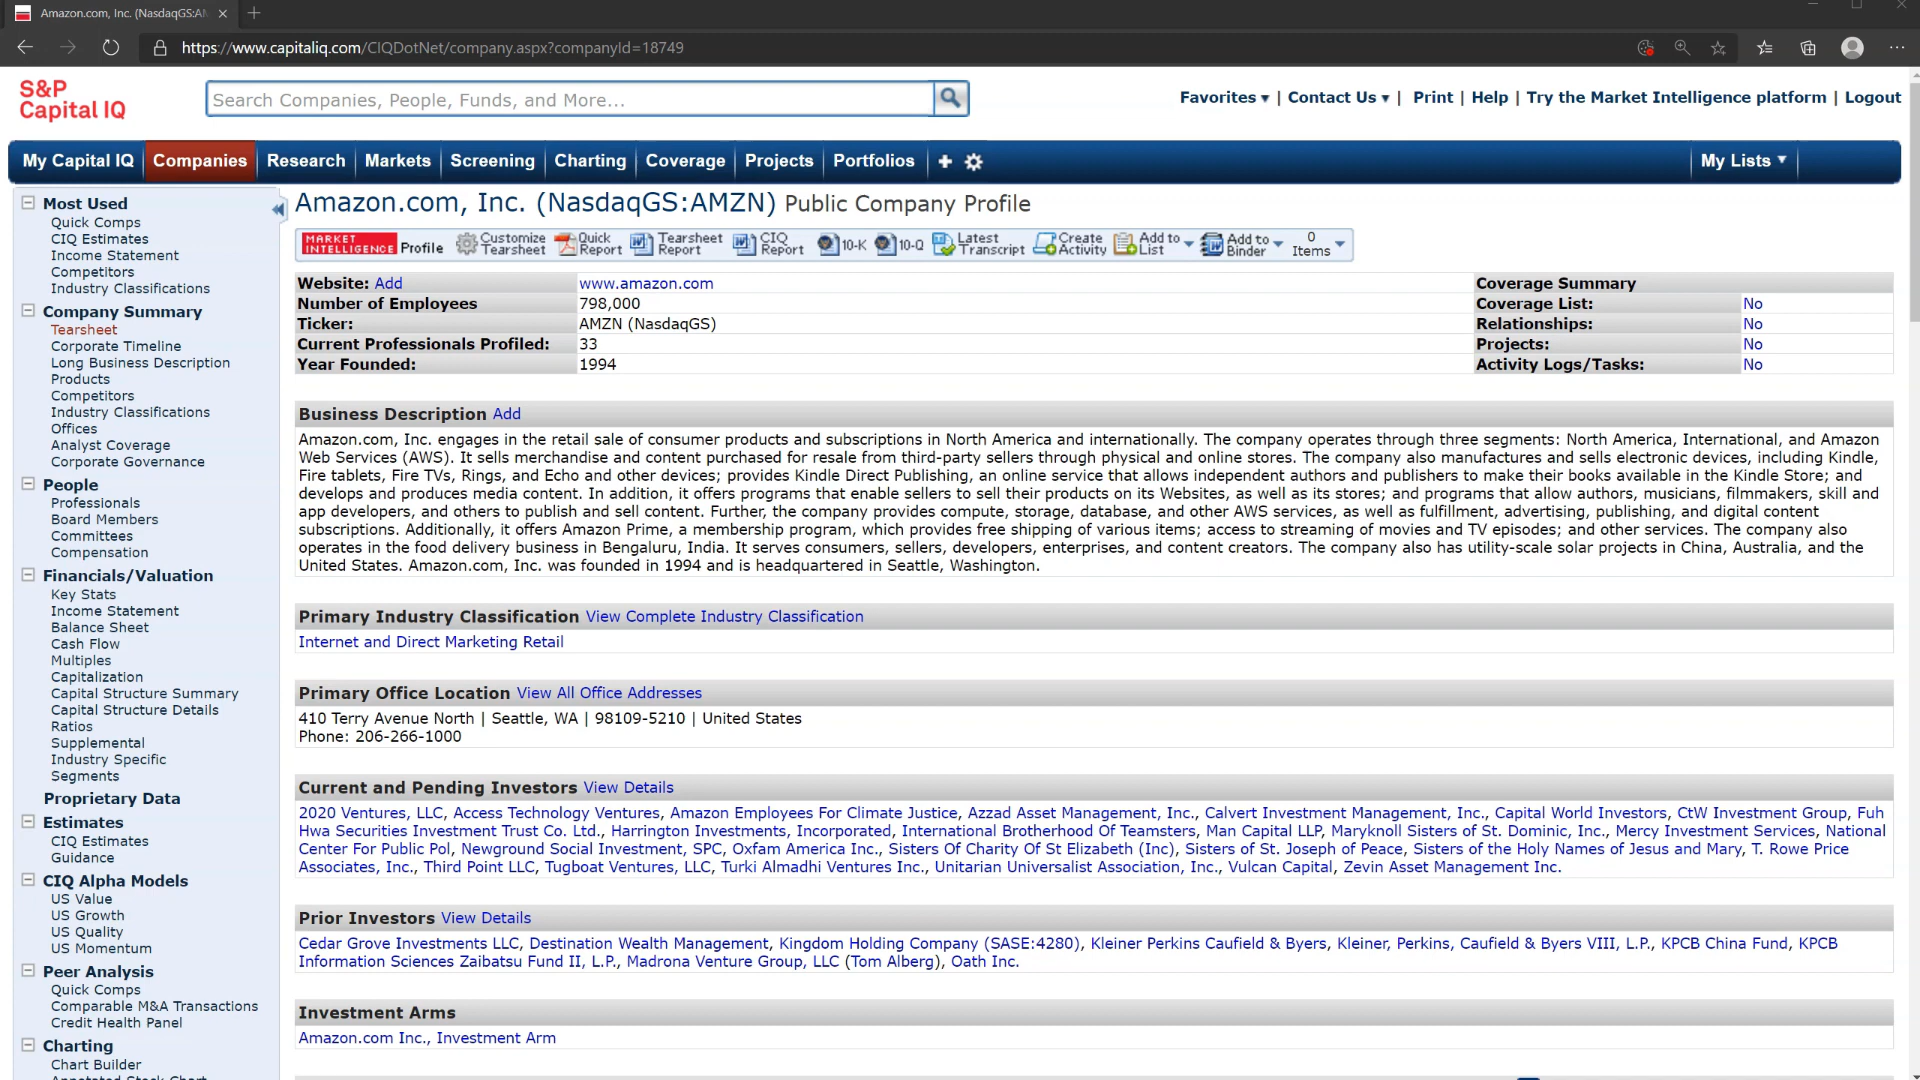 Amazon.com, Inc. (NasdaqGS:AM
https://www.capitaliq.com/CIQDotNet/company.aspx?companyId=18749
S&P
Capital IQ
Search Companies, People, Funds, and More...
Favorites ▾ | Contact Us ▾ | Print | Help | Try the Market Intelligence platform | Logout
My Capital IQ Companies Research Markets Screening Charting Coverage Projects Portfolios My Lists
Most Used
Quick Comps
CIQ Estimates
Income Statement
Competitors
Industry Classifications
Company Summary
Tearsheet
Corporate Timeline
Long Business Description
Products
Competitors
Industry Classifications
Offices
Analyst Coverage
Corporate Governance
People
Professionals
Board Members
Committees
Compensation
Financials/Valuation
Key Stats
Income Statement
Balance Sheet
Cash Flow
Multiples
Capitalization
Capital Structure Summary
Capital Structure Details
Ratios
Supplemental
Industry Specific
Segments
Proprietary Data
Estimates
CIQ Estimates
Guidance
CIQ Alpha Models
US Value
US Growth
US Quality
US Momentum
Peer Analysis
Quick Comps
Comparable M&A Transactions
Credit Health Panel
Charting
Chart Builder
Amazon.com, Inc. (NasdaqGS:AMZN) Public Company Profile
MARKET INTELLIGENCE Profile Customize Tearsheet Quick Report Tearsheet Report CIQ Report 10-K 10-Q Latest Transcript Create Activity Add to List Add to Binder 0 Items
Website: Add www.amazon.com
Number of Employees 798,000
Ticker: AMZN (NasdaqGS)
Current Professionals Profiled: 33
Year Founded: 1994
Coverage Summary
Coverage List: No
Relationships: No
Projects: No
Activity Logs/Tasks: No
Business Description Add
Amazon.com, Inc. engages in the retail sale of consumer products and subscriptions in North America and internationally. The company operates through three segments: North America, International, and Amazon
Web Services (AWS). It sells merchandise and content purchased for resale from third-party sellers through physical and online stores. The company also manufactures and sells electronic devices, including Kindle,
Fire tablets, Fire TVs, Rings, and Echo and other devices; provides Kindle Direct Publishing, an online service that allows independent authors and publishers to make their books available in the Kindle Store; and
develops and produces media content. In addition, it offers programs that enable sellers to sell their products on its Websites, as well as its stores; and programs that allow authors, musicians, filmmakers, skill and
app developers, and others to publish and sell content. Further, the company provides compute, storage, database, and other AWS services, as well as fulfillment, advertising, publishing, and digital content
subscriptions. Additionally, it offers Amazon Prime, a membership program, which provides free shipping of various items; access to streaming of movies and TV episodes; and other services. The company also
operates in the food delivery business in Bengaluru, India. It serves consumers, sellers, developers, enterprises, and content creators. The company also has utility-scale solar projects in China, Australia, and the
United States. Amazon.com, Inc. was founded in 1994 and is headquartered in Seattle, Washington.
Primary Industry Classification View Complete Industry Classification
Internet and Direct Marketing Retail
Primary Office Location View All Office Addresses
410 Terry Avenue North | Seattle, WA | 98109-5210 | United States
Phone: 206-266-1000
Current and Pending Investors View Details
2020 Ventures, LLC, Access Technology Ventures, Amazon Employees For Climate Justice, Azzad Asset Management, Inc., Calvert Investment Management, Inc., Capital World Investors, CtW Investment Group, Fuh
Hwa Securities Investment Trust Co. Ltd., Harrington Investments, Incorporated, International Brotherhood Of Teamsters, Man Capital LLP, Maryknoll Sisters of St. Dominic, Inc., Mercy Investment Services, National
Center For Public Pol, Newground Social Investment, SPC, Oxfam America Inc., Sisters Of Charity Of St Elizabeth (Inc), Sisters of St. Joseph of Peace, Sisters of the Holy Names of Jesus and Mary, T. Rowe Price
Associates, Inc., Third Point LLC, Tugboat Ventures, LLC, Turki Almadhi Ventures Inc., Unitarian Universalist Association, Inc., Vulcan Capital, Zevin Asset Management Inc.
Prior Investors View Details
Cedar Grove Investments LLC, Destination Wealth Management, Kingdom Holding Company (SASE:4280), Kleiner Perkins Caufield & Byers, Kleiner, Perkins, Caufield & Byers VIII, L.P., KPCB China Fund, KPCB
Information Sciences Zaibatsu Fund II, L.P., Madrona Venture Group, LLC (Tom Alberg), Oath Inc.
Investment Arms
Amazon.com Inc., Investment Arm